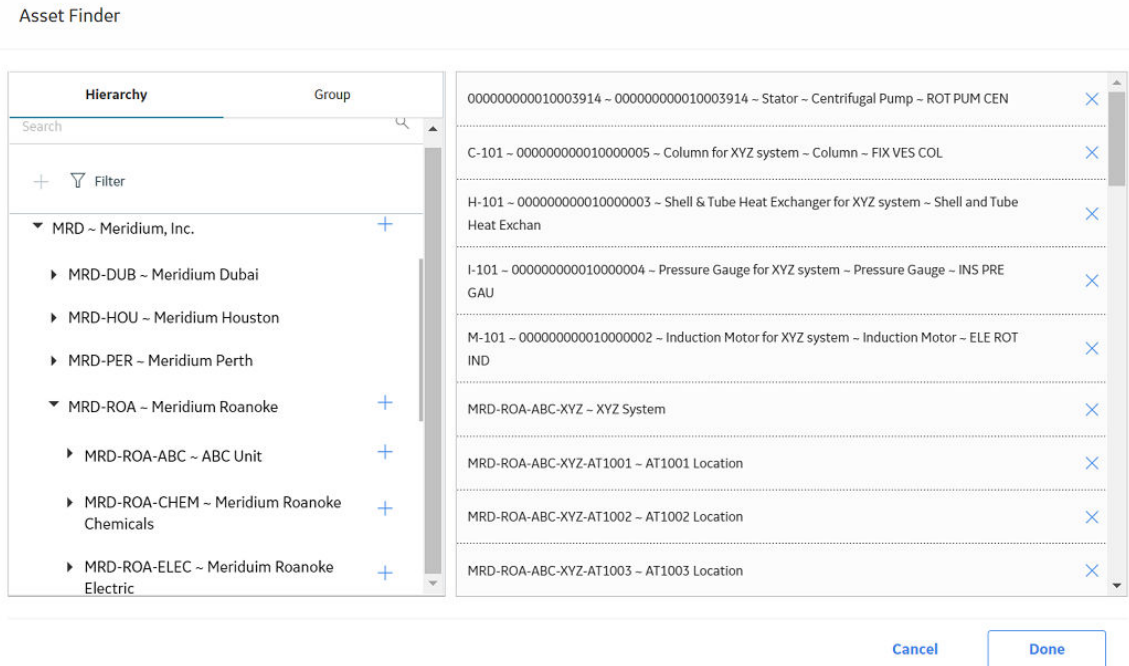 Asset Finder
Hierarchy
Group
Search
Filter
MRD ~ Meridium, Inc.
MRD-DUB ~ Meridium Dubai
MRD-HOU ~ Meridium Houston
MRD-PER ~ Meridium Perth
MRD-ROA ~ Meridium Roanoke
MRD-ROA-ABC ~ ABC Unit
MRD-ROA-CHEM ~ Meridium Roanoke
Chemicals
MRD-ROA-ELEC ~ Meriduim Roanoke
Electric
000000000010003914 ~ 000000000010003914 ~ Stator ~ Centrifugal Pump ~ ROT PUM CEN
C-101 ~ 000000000010000005 ~ Column for XYZ system ~ Column ~ FIX VES COL
H-101 ~ 000000000010000003 ~ Shell & Tube Heat Exchanger for XYZ system ~ Shell and Tube
Heat Exchan
I-101 ~ 000000000010000004 ~ Pressure Gauge for XYZ system ~ Pressure Gauge ~ INS PRE
GAU
M-101 ~ 000000000010000002 ~ Induction Motor for XYZ system ~ Induction Motor ~ ELE ROT
IND
MRD-ROA-ABC-XYZ ~ XYZ System
MRD-ROA-ABC-XYZ-AT1001 ~ AT1001 Location
MRD-ROA-ABC-XYZ-AT1002 ~ AT1002 Location
MRD-ROA-ABC-XYZ-AT1003 ~ AT1003 Location
Cancel
Done